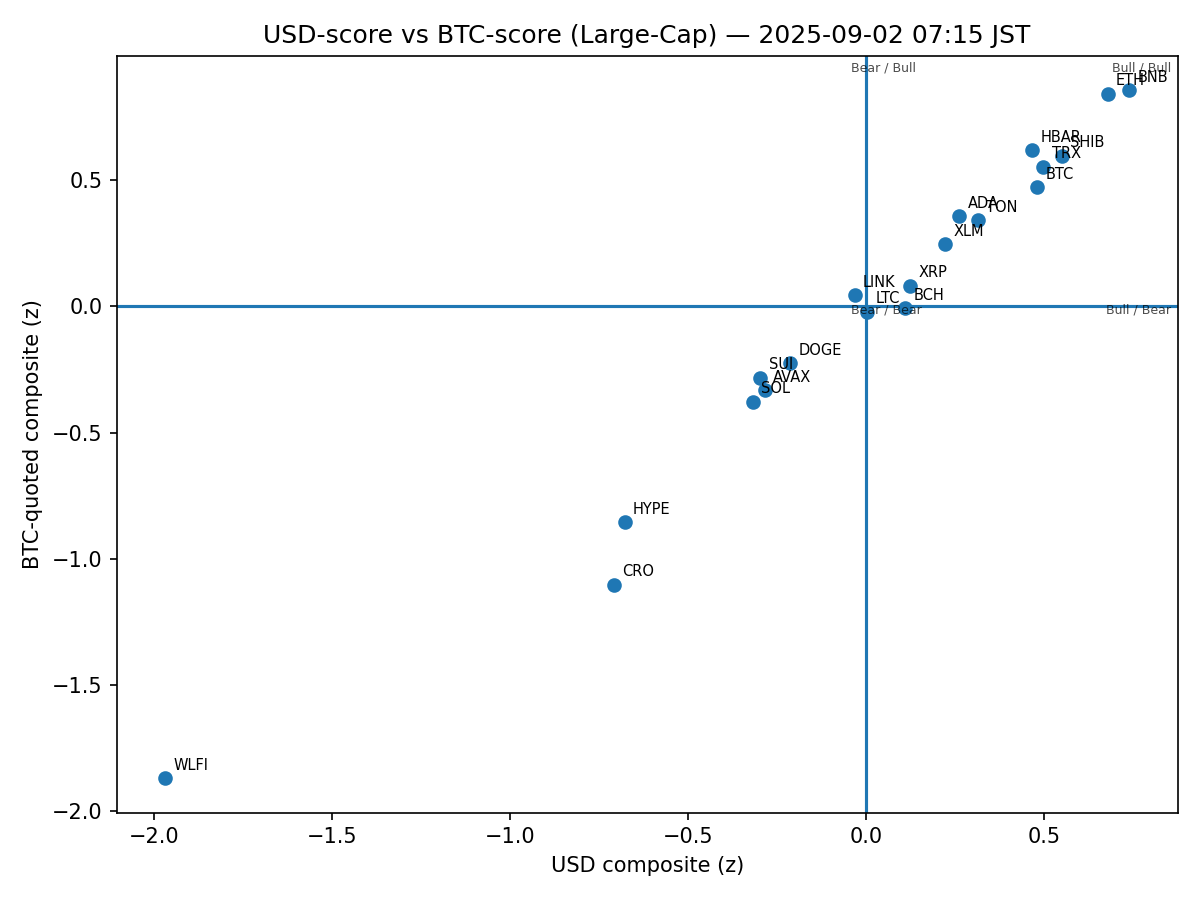 USD-score vs BTC-score (Large-Cap) — 2025-09-02 07:15 JST
Bear / Bull
Bull / Bull
ETH
BNB
HBAR
SHIB
TRX
BTC
ADA
TON
XLM
XRP
LINK
LTC
BCH
Bear / Bear
Bull / Bear
DOGE
SUI
AVAX
SOL
HYPE
CRO
WLFI
0.5
0.0
−0.5
−1.0
−1.5
−2.0
BTC-quoted composite (z)
−2.0
−1.5
−1.0
−0.5
0.0
0.5
USD composite (z)